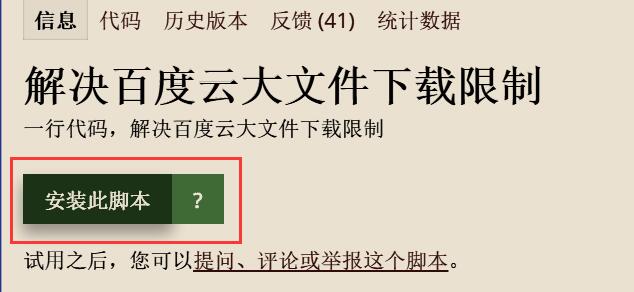 信息 代码 历史版本 反馈 (41) 统计数据
解决百度云大文件下载限制
一行代码，解决百度云大文件下载限制
安装此脚本 ?
试用之后，您可以提问、评论或举报这个脚本。